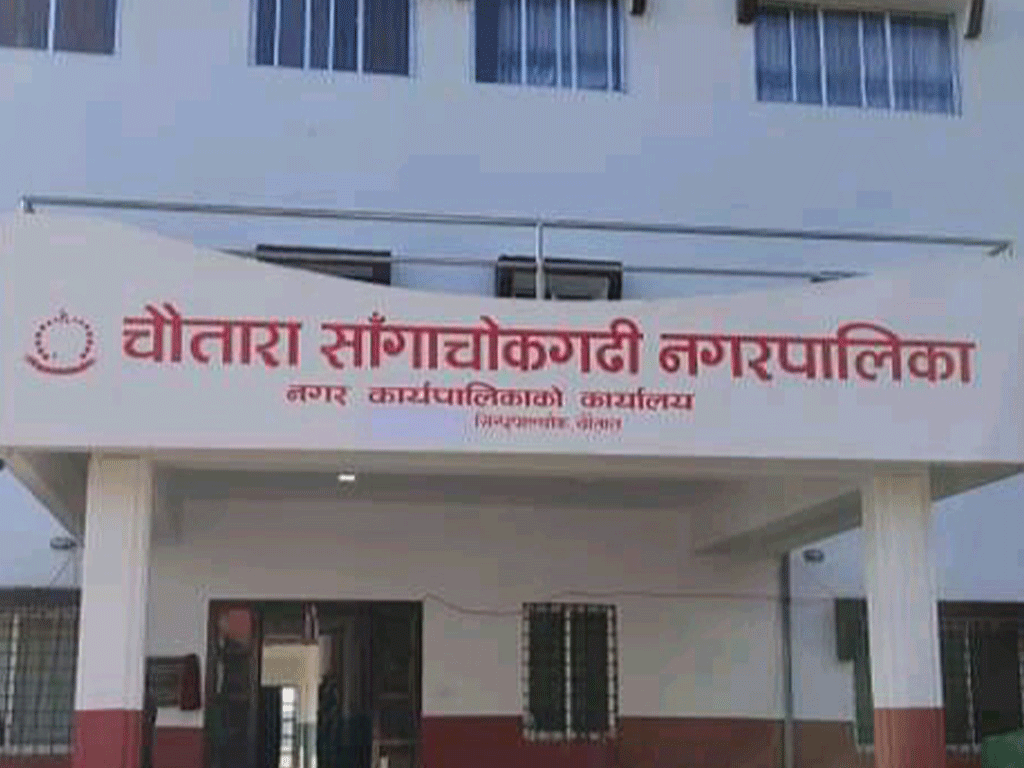 चौतारा साँगाचोकगढी नगरपालिका
नगर कार्यपालिकाको कार्यालय
सिन्धुपाल्चोक, चौतारा